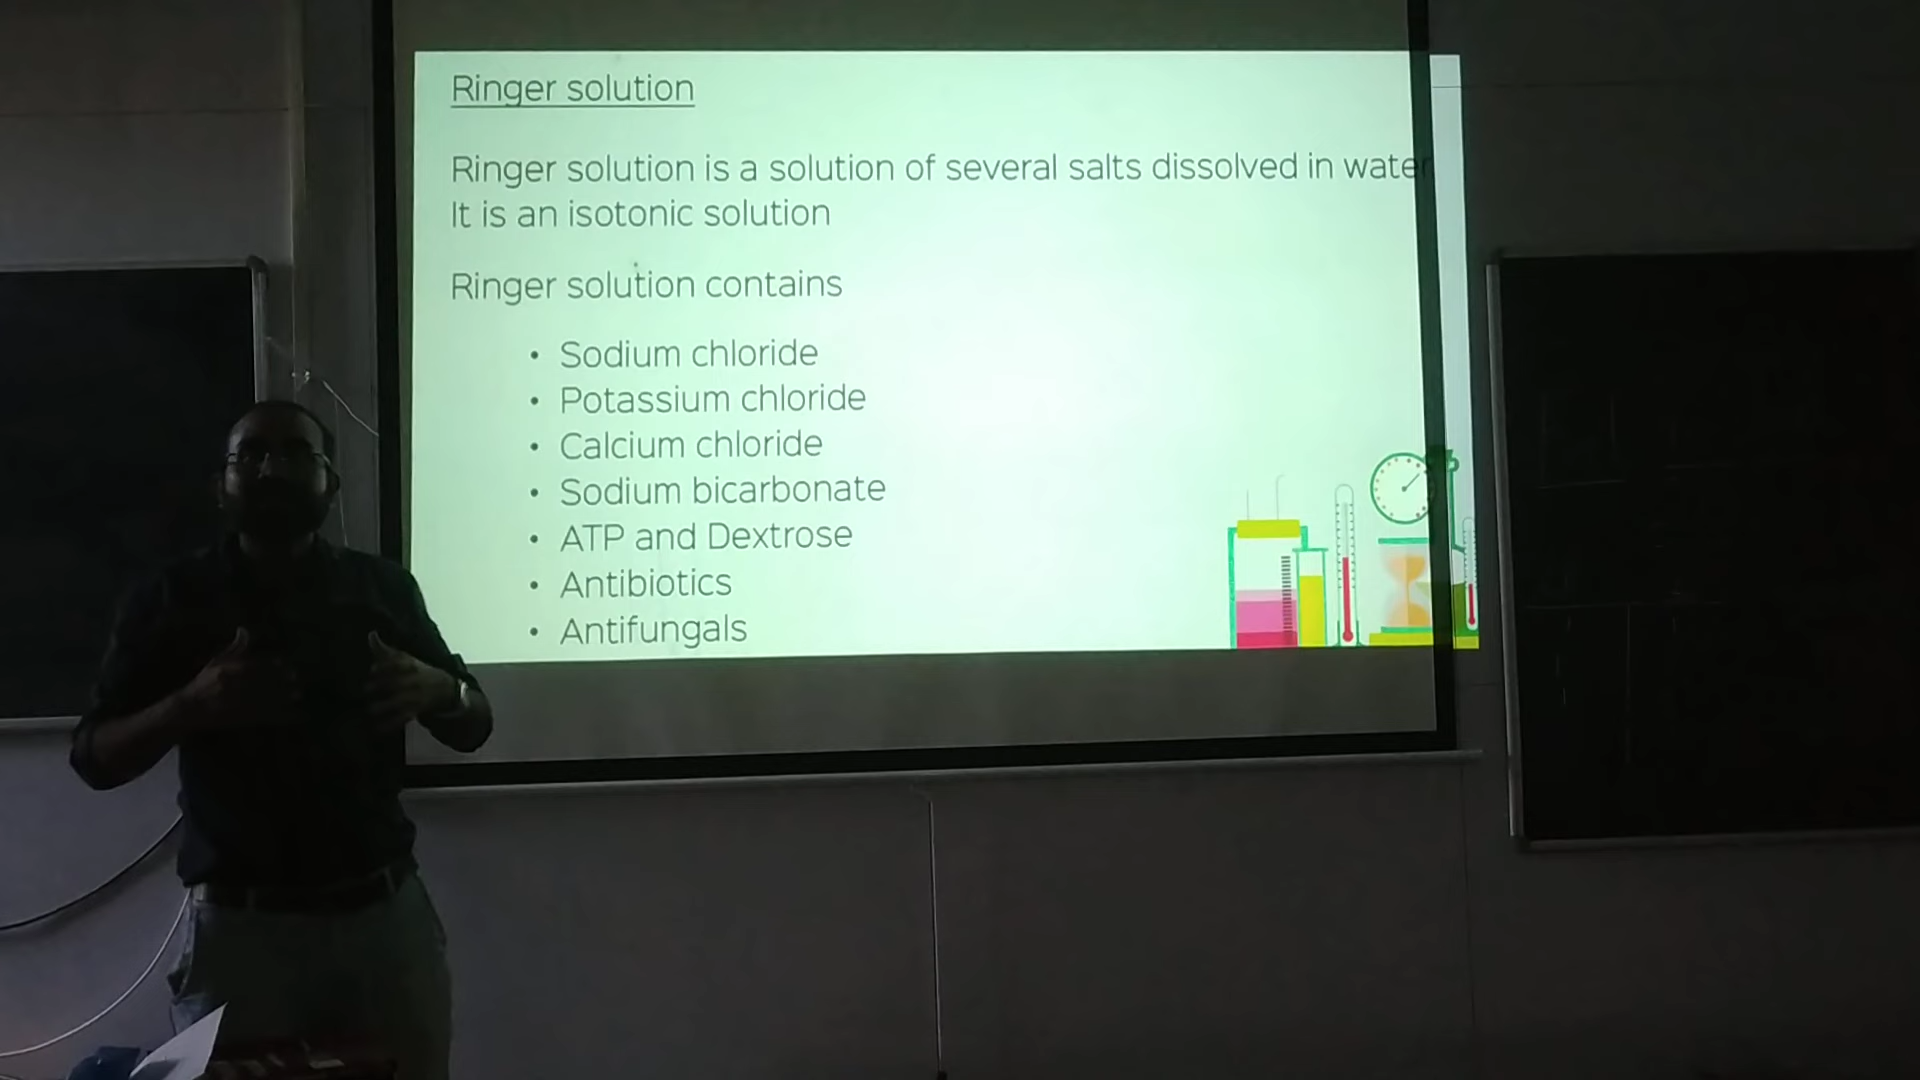 Ringer solution
Ringer solution is a solution of several salts dissolved in water
It is an isotonic solution
Ringer solution contains
• Sodium chloride
• Potassium chloride
• Calcium chloride
• Sodium bicarbonate
• ATP and Dextrose
• Antibiotics
• Antifungals